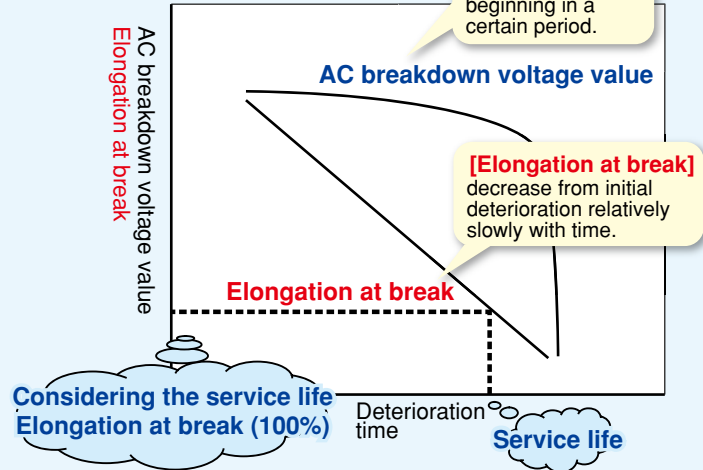 beginning in a
certain period.
AC breakdown voltage value
AC breakdown voltage value
Elongation at break
[Elongation at break]
decrease from initial
deterioration relatively
slowly with time.
Elongation at break
Considering the service life
Elongation at break (100%)
Deterioration
time
Service life